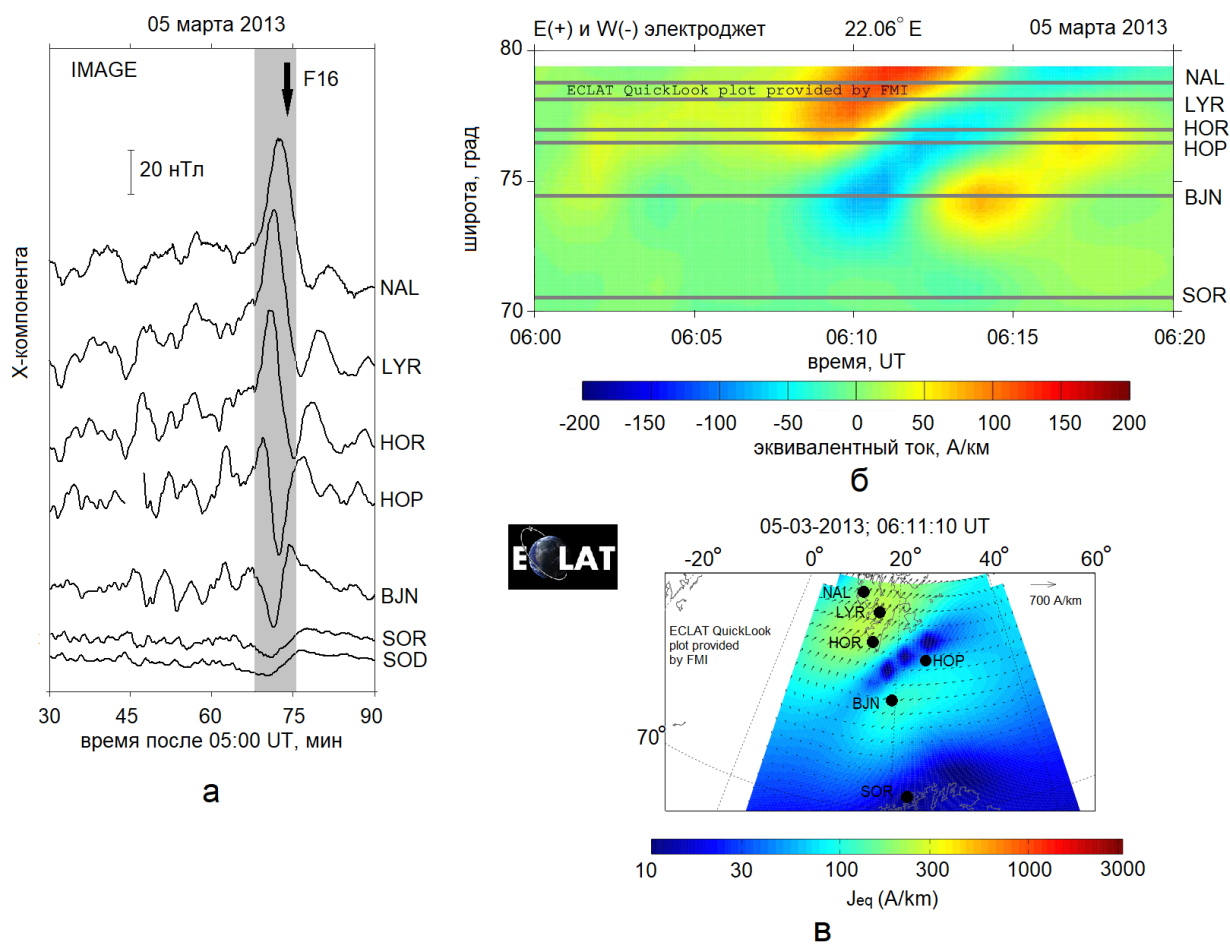 05 марта 2013
IMAGE
F16
20 нТл
X-компонента
NAL
LYR
HOR
HOP
BJN
SOR
SOD
30 45 60 75 90
время после 05:00 UT, мин
а
E(+) и W(-) электроджет 22.06° E 05 марта 2013
80
75
70
широта, град
ECLAT QuickLook plot provided by FMI
NAL
LYR
HOR
HOP
BJN
SOR
06:00 06:05 06:10 06:15 06:20
время, UT
-200 -150 -100 -50 0 50 100 150 200
эквивалентный ток, А/км
б
ECLAT
05-03-2013; 06:11:10 UT
-20° 0° 20° 40° 60°
700 A/km
NAL
LYR
ECLAT QuickLook
plot provided
by FMI
HOR
HOP
BJN
70°
SOR
10 30 100 300 1000 3000
Jeq (A/km)
в